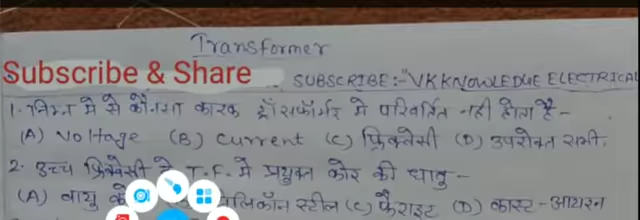 Transformer
Subscribe & Share SUBSCRIBE:-"VK KNOWLEDGE ELECTRICAL
1. निम्न में से कौनसा कारक ट्रॉंसफॉर्मर में परिवर्तित नहीं होता है -
(A) Voltage (B) Current (C) फ्रिक्वेंसी (D) उपरोक्त सभी.
2. उच्च फ्रिक्वेंसी T.F. में प्रयुक्त कोर की धातु -
(A) वायु सिलिकॉन स्टील (C) फैराइट (D) कास्ट - आयरन